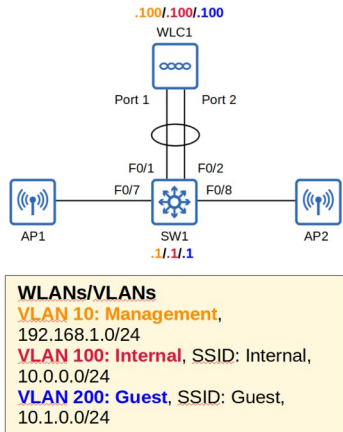 .100/.100/.100
WLC1
Port 1
Port 2
F0/1
F0/2
F0/7
F0/8
AP1
SW1
AP2
.1/.1/.1
WLANs/VLANs
VLAN 10: Management,
192.168.1.0/24
VLAN 100: Internal, SSID: Internal,
10.0.0.0/24
VLAN 200: Guest, SSID: Guest,
10.1.0.0/24